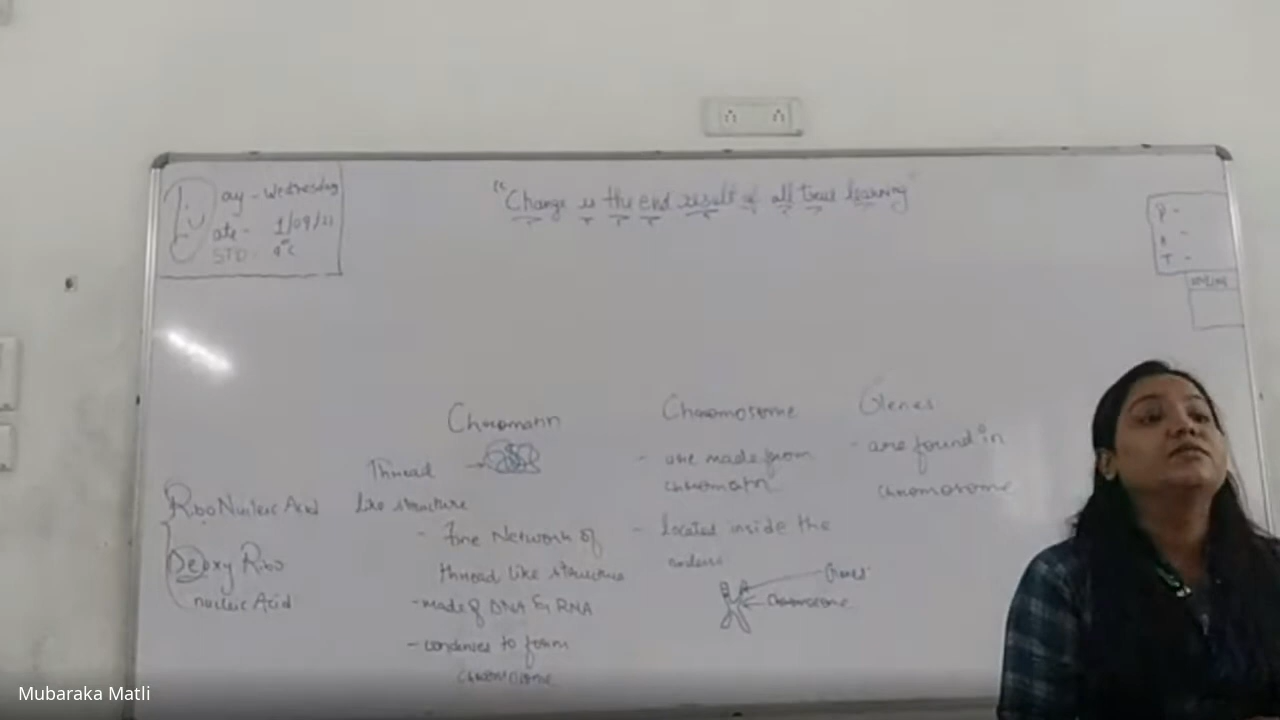 Day - Wednesday
Date - 1/09/21
STD - 9th C
"Change is the end result of all true learning"
P -
A -
T -
Ribo Nucleic Acid
Deoxy Ribo
nucleic Acid
Chromatin
Thread
like structure
- Fine Network of
thread like structure
- made of DNA & RNA
- condenses to form
chromosome
Chromosome
- are made from
chromatin
- located inside the
nucleus
Genes
Chromosome
Genes
- are found in
chromosome
Mubaraka Matli